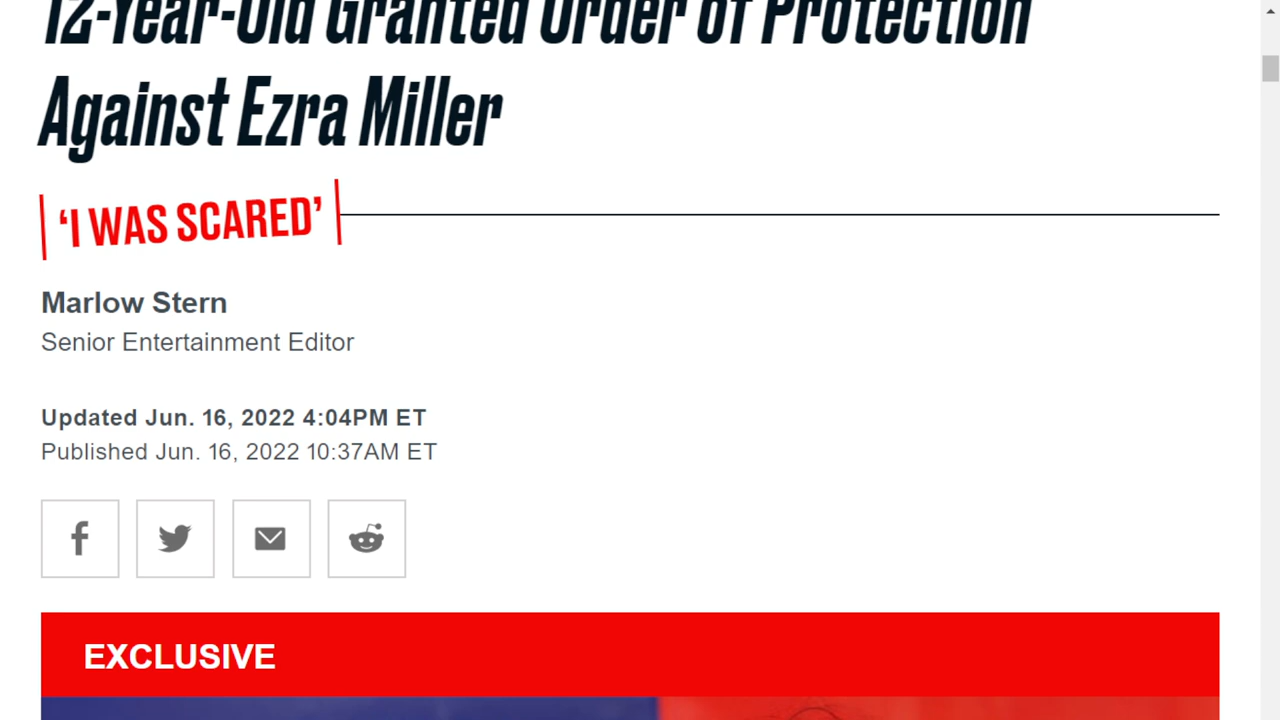 12-Year-Old Granted Order of Protection
Against Ezra Miller
‘I WAS SCARED’
Marlow Stern
Senior Entertainment Editor
Updated Jun. 16, 2022 4:04PM ET
Published Jun. 16, 2022 10:37AM ET
EXCLUSIVE